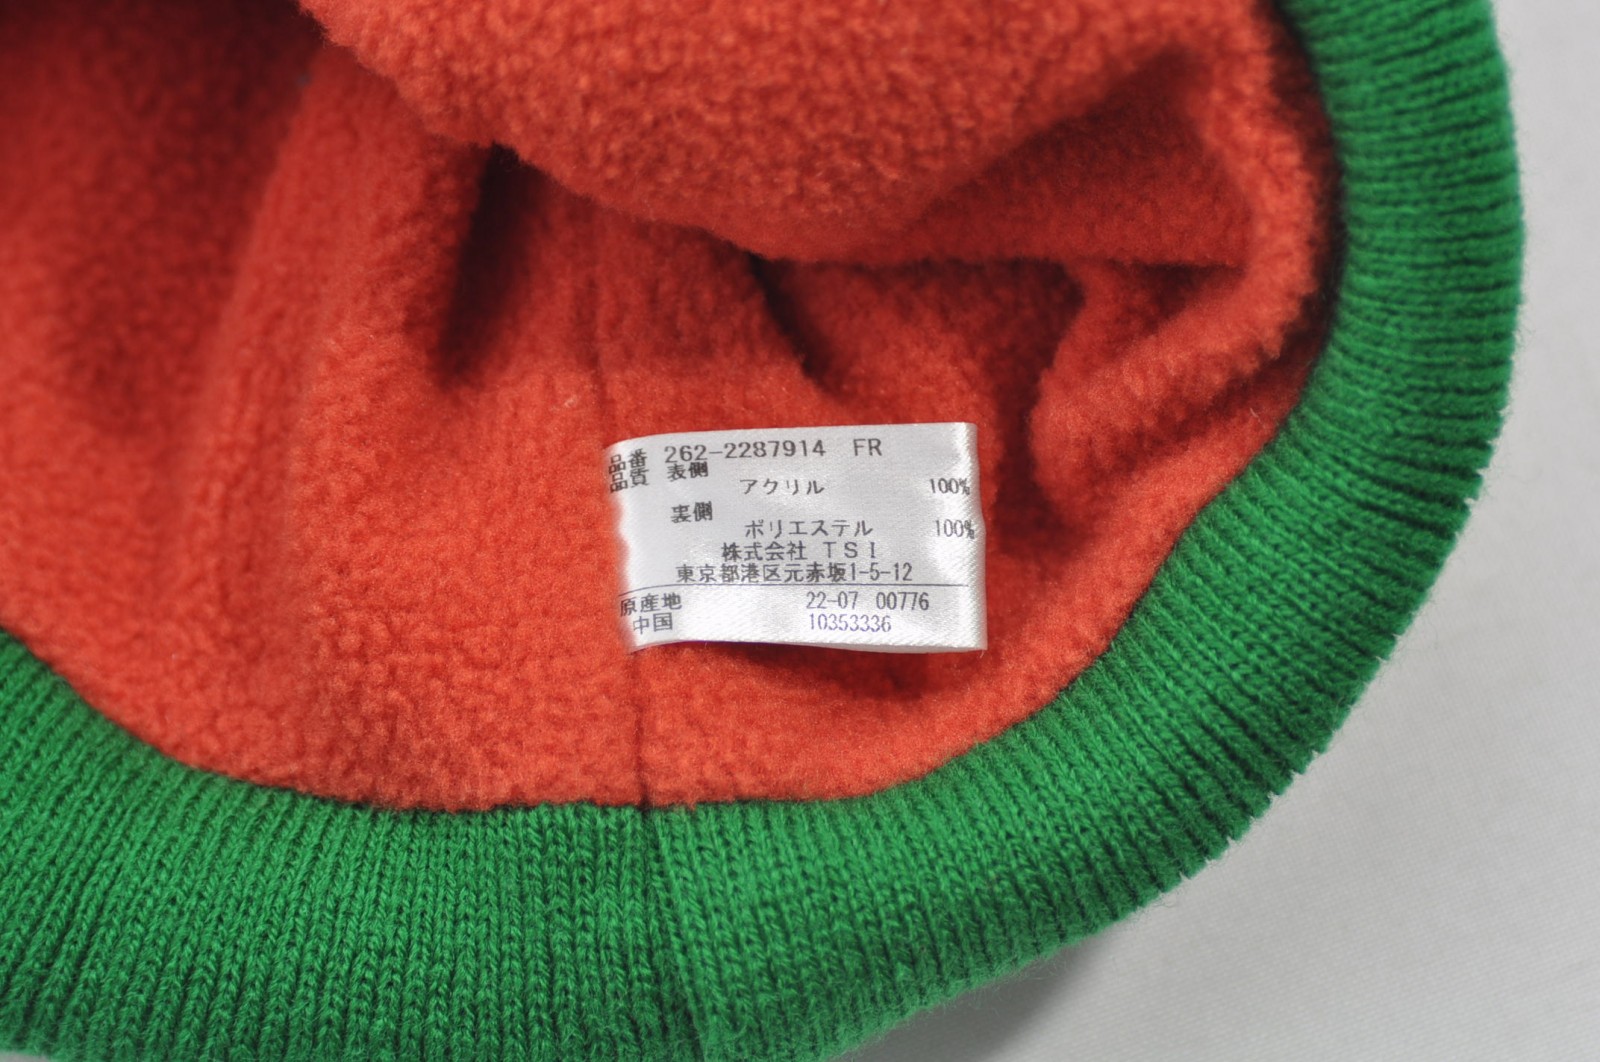 品番 262-2287914 FR
品質 表側
アクリル 100%
裏側
ポリエステル 100%
株式会社 TSI
東京都港区元赤坂1-5-12
原産地 22-07 00776
中国 10353336